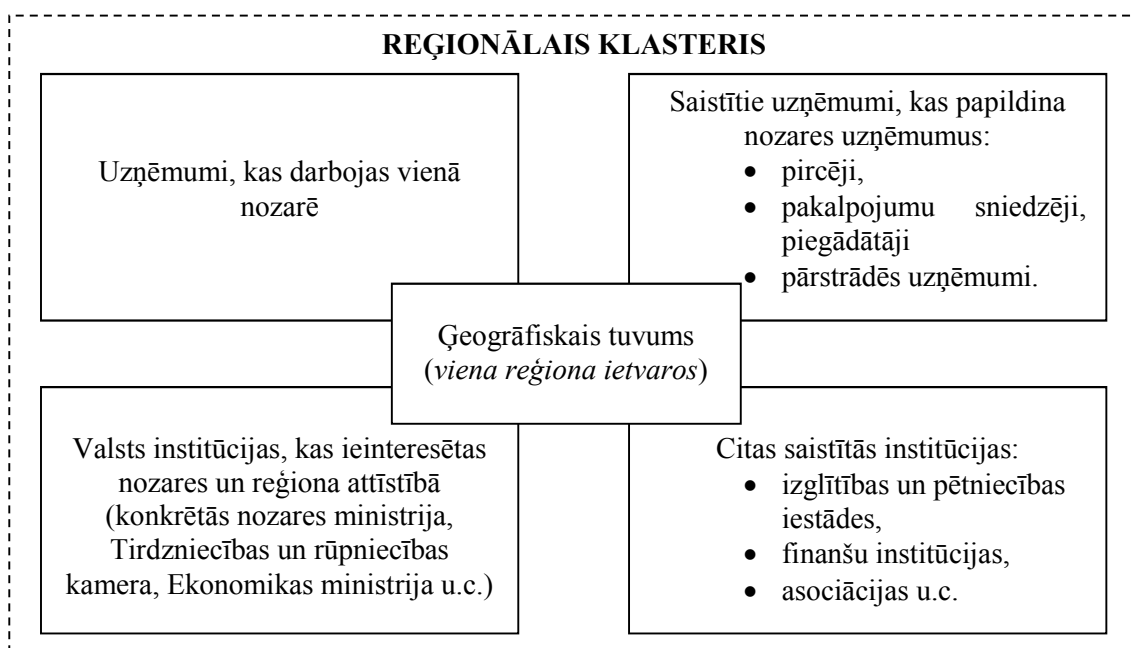 REĢIONĀLAIS KLASTERIS
Uzņēmumi, kas darbojas vienā
nozarē
Saistītie uzņēmumi, kas papildina
nozares uzņēmumus:
• pircēji,
• pakalpojumu sniedzēji,
piegādātāji
• pārstrādēs uzņēmumi.
Ģeogrāfiskais tuvums
(viena reģiona ietvaros)
Valsts institūcijas, kas ieinteresētas
nozares un reģiona attīstībā
(konkrētās nozares ministrija,
Tirdzniecības un rūpniecības
kamera, Ekonomikas ministrija u.c.)
Citas saistītās institūcijas:
• izglītības un pētniecības
iestādes,
• finanšu institūcijas,
• asociācijas u.c.